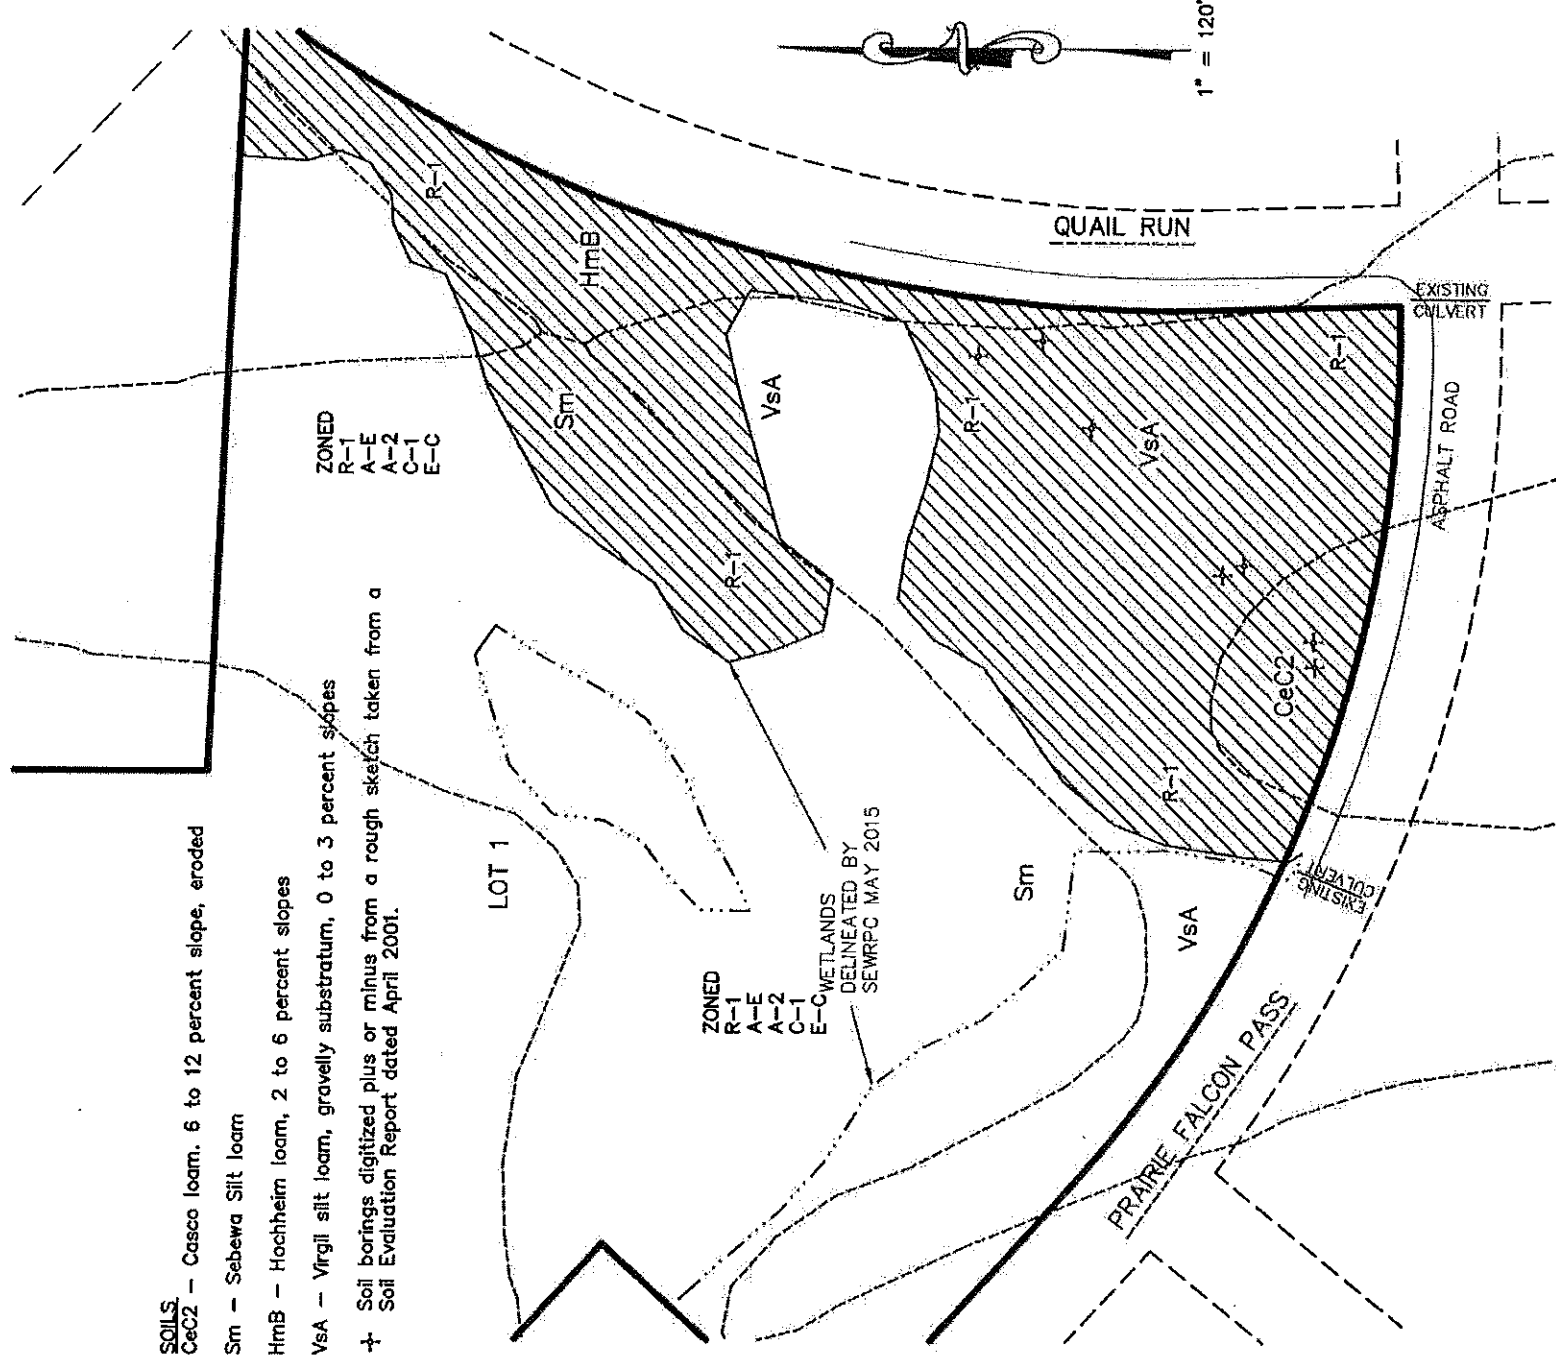 SOILS
CeC2 – Casco loam. 6 to 12 percent slope, eroded
Sm – Sebewa Silt loam
HmB – Hochheim loam, 2 to 6 percent slopes
VsA – Virgil silt loam, gravelly substratum, 0 to 3 percent slopes
Soil borings digitized plus or minus from a rough sketch taken from a
Soil Evaluation Report dated April 2001.
ZONED
R-1
A-E
A-2
C-1
E-C
LOT 1
R-1
HmB
Sm
R-1
VsA
R-1
VsA
R-1
CeC2
R-1
ZONED
R-1
A-E
A-2
C-1
E-C
WETLANDS
DELINEATED BY
SEWRPC MAY 2015
Sm
VsA
QUAIL RUN
EXISTING
CULVERT
ASPHALT ROAD
EXISTING
CULVERT
PRAIRIE FALCON PASS
1" = 120'